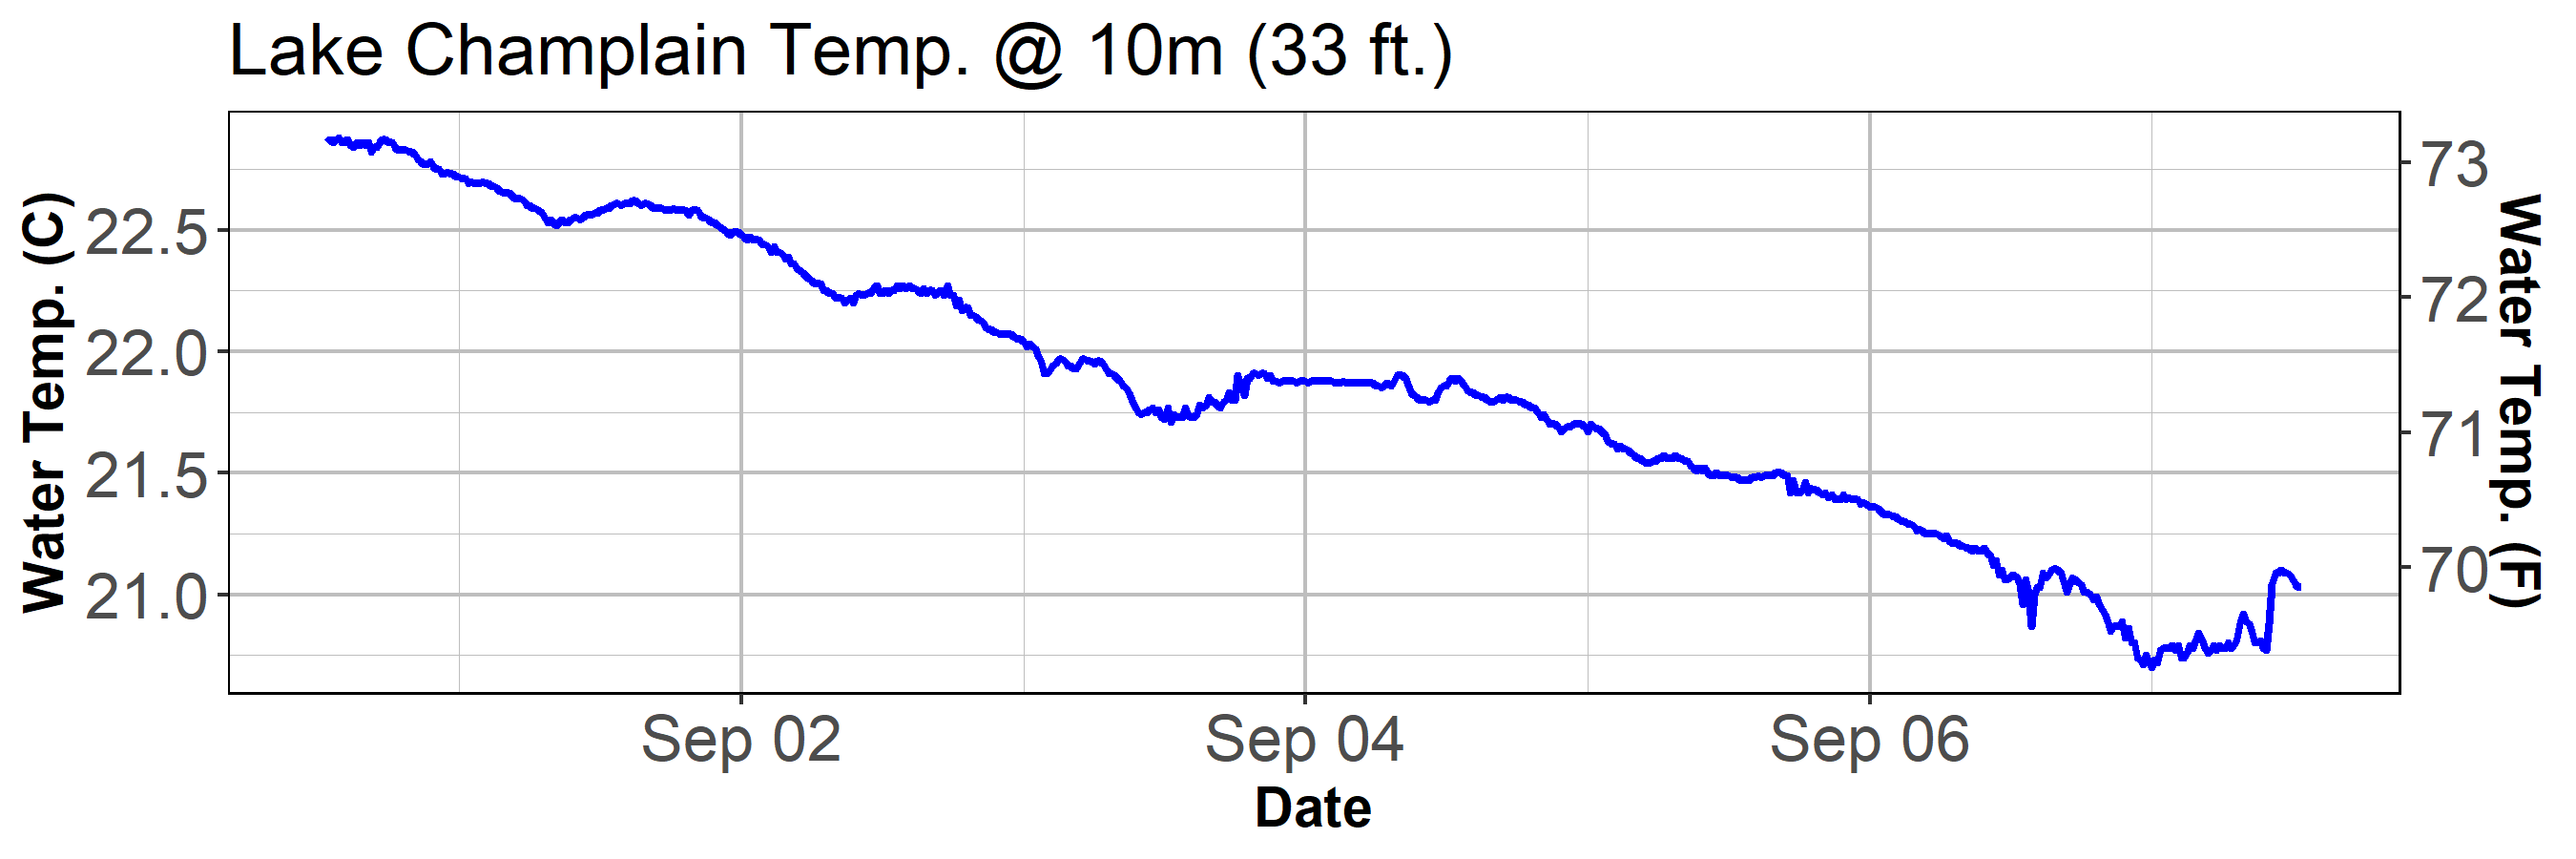 Lake Champlain Temp. @ 10m (33 ft.)
Water Temp. (C)
22.5
22.0
21.5
21.0
73
72
71
70
Water Temp. (F)
Sep 02
Sep 04
Sep 06
Date